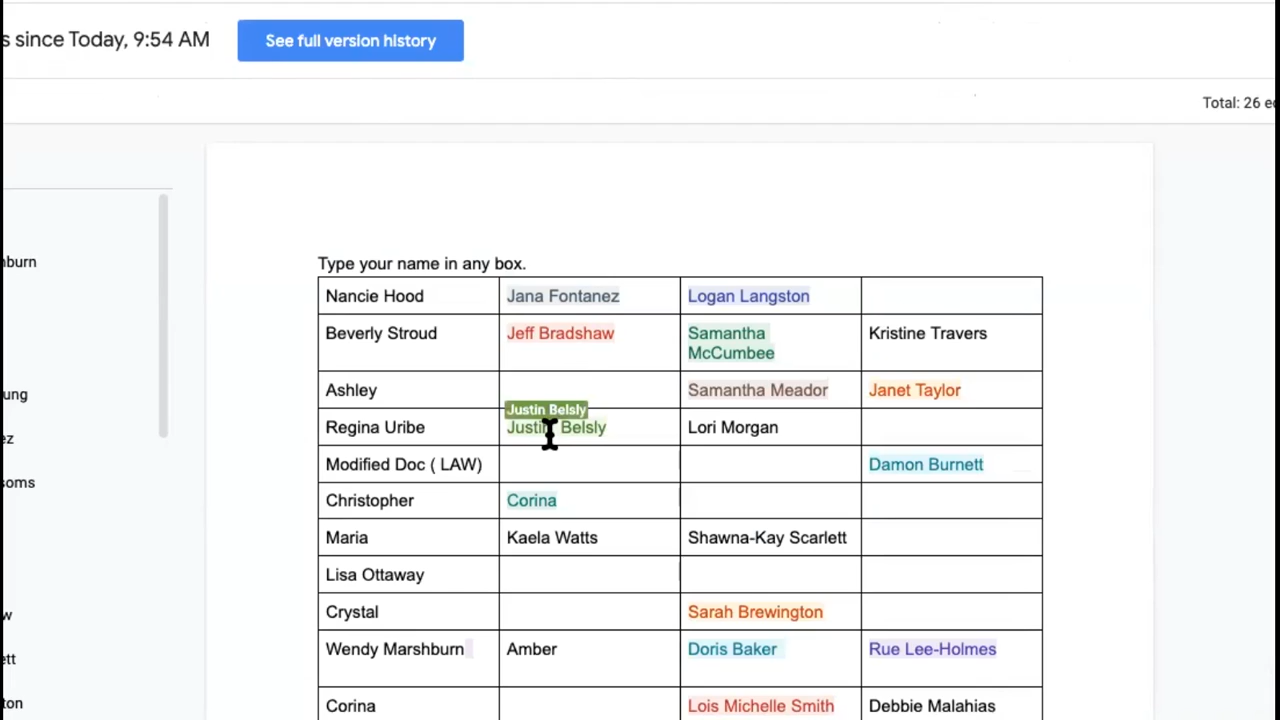 s since Today, 9:54 AM
See full version history
Total: 26 e
nburn
ung
ez
soms
w
ett
ton
Type your name in any box.
Nancie Hood Jana Fontanez Logan Langston
Beverly Stroud Jeff Bradshaw Samantha McCumbee Kristine Travers
Ashley Samantha Meador Janet Taylor
Justin Belsly
Regina Uribe Justin Belsly Lori Morgan
Modified Doc ( LAW) Damon Burnett
Christopher Corina
Maria Kaela Watts Shawna-Kay Scarlett
Lisa Ottaway
Crystal Sarah Brewington
Wendy Marshburn Amber Doris Baker Rue Lee-Holmes
Corina Lois Michelle Smith Debbie Malahias